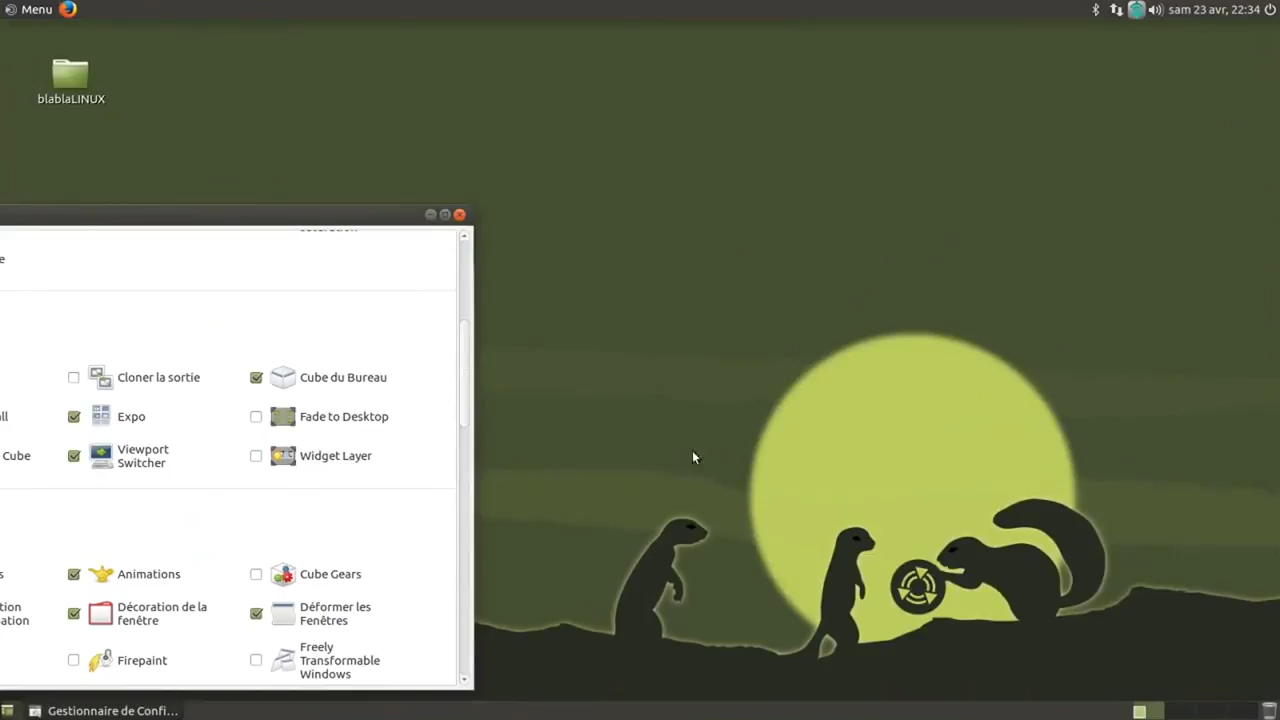 Menu
sam 23 avr, 22:34
blablaLINUX
e
Cloner la sortie
Cube du Bureau
all
Expo
Fade to Desktop
Cube
Viewport
Switcher
Widget Layer
s
Animations
Cube Gears
tion
nation
Décoration de la
fenêtre
Déformer les
Fenêtres
Firepaint
Freely
Transformable
Windows
Gestionnaire de Confi...